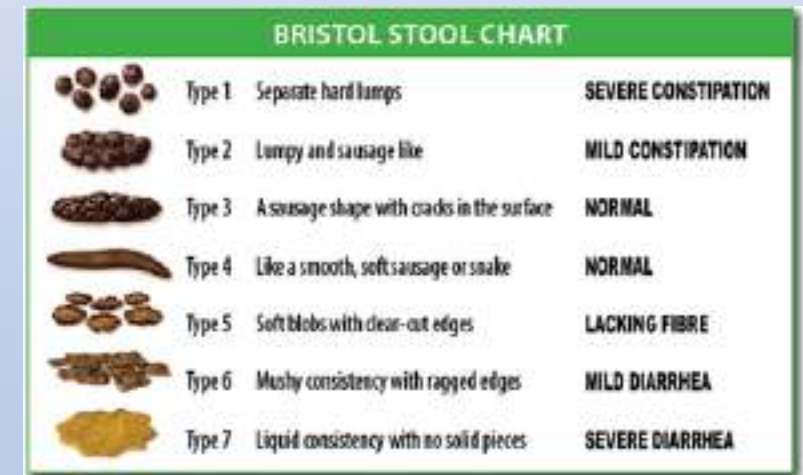 BRISTOL STOOL CHART
Type 1 Separate hard lumps SEVERE CONSTIPATION
Type 2 Lumpy and sausage like MILD CONSTIPATION
Type 3 A sausage shape with cracks in the surface NORMAL
Type 4 Like a smooth, soft sausage or snake NORMAL
Type 5 Soft blobs with clear-cut edges LACKING FIBRE
Type 6 Mushy consistency with ragged edges MILD DIARRHEA
Type 7 Liquid consistency with no solid pieces SEVERE DIARRHEA